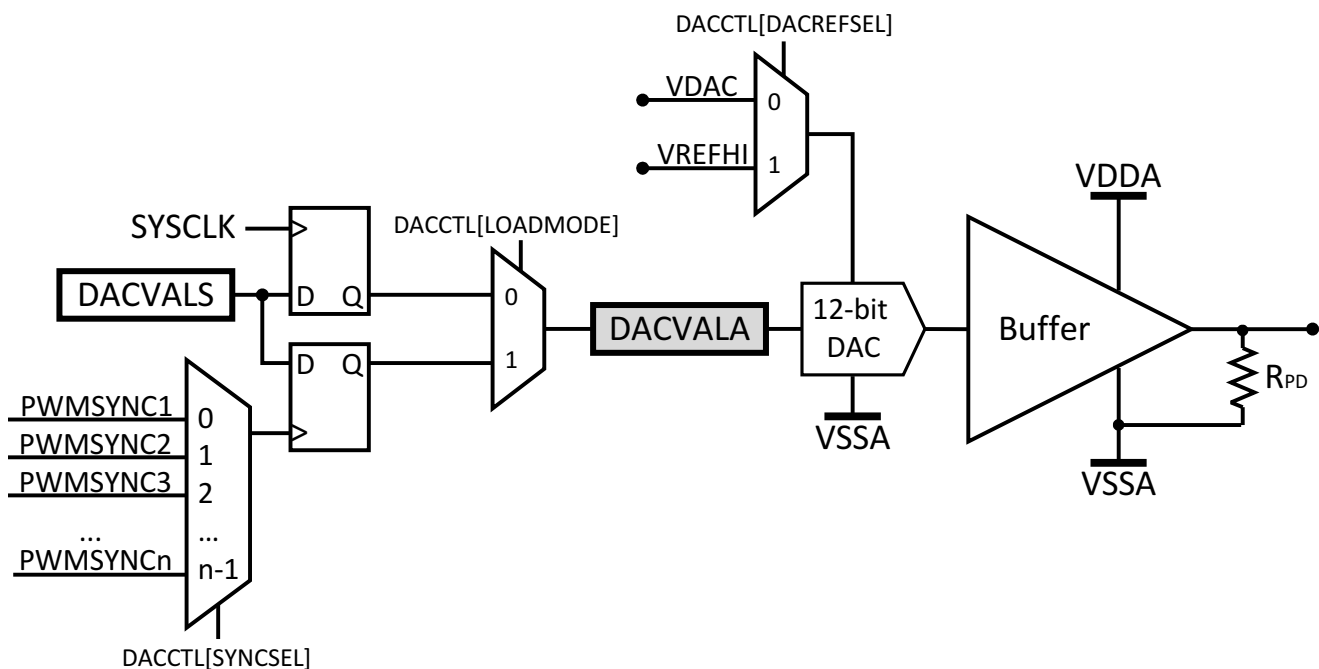 DACCTL[DACREFSEL]
VDAC
0
VREFHI
1
VDDA
SYSCLK
DACCTL[LOADMODE]
DACVALS
D Q
0
DACVALA
12-bit
DAC
Buffer
D Q
1
RPD
VSSA
VSSA
PWMSYNC1
0
PWMSYNC2
1
PWMSYNC3
2
...
...
PWMSYNCn
n-1
DACCTL[SYNCSEL]